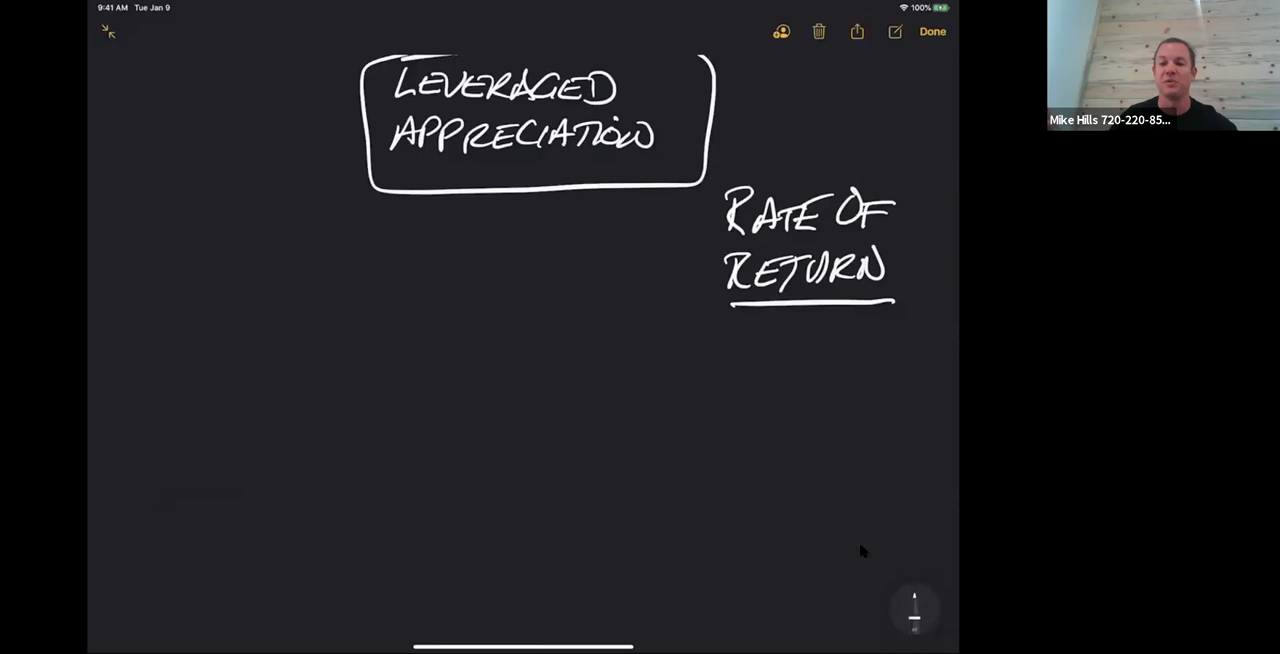 9:41 AM Tue Jan 9
100%
Done
LEVERAGED
APPRECIATION
RATE OF
RETURN
Mike Hills 720-220-85...